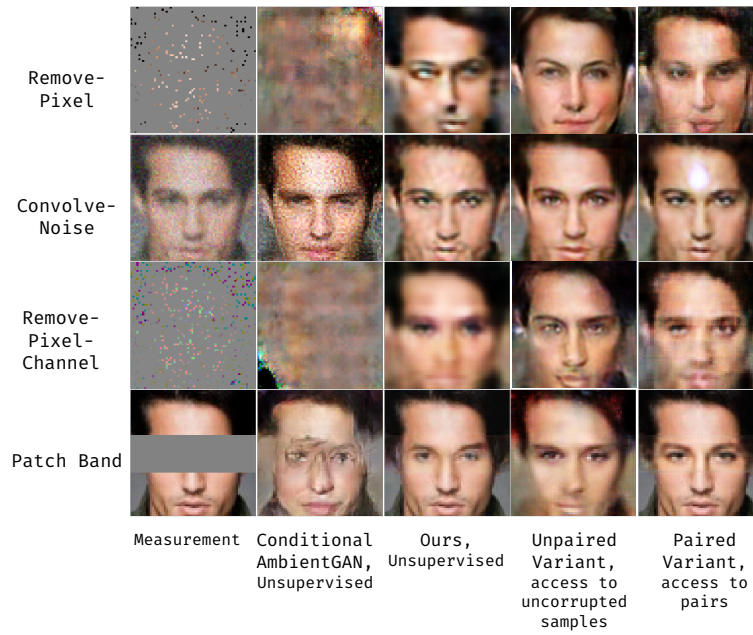 Remove-
Pixel
Convolve-
Noise
Remove-
Pixel-
Channel
Patch Band
Measurement
Conditional
AmbientGAN,
Unsupervised
Ours,
Unsupervised
Unpaired
Variant,
access to
uncorrupted
samples
Paired
Variant,
access to
pairs